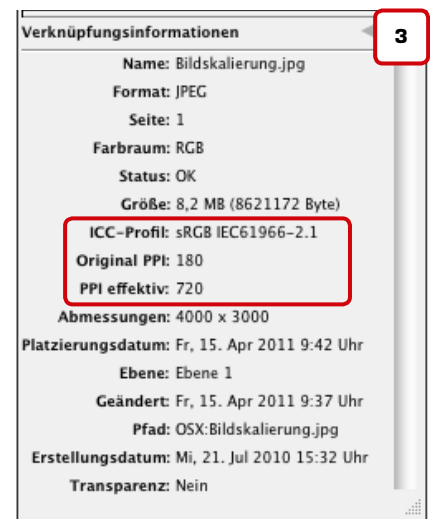 Verknüpfungsinformationen
3
Name: Bildskalierung.jpg
Format: JPEG
Seite: 1
Farbraum: RGB
Status: OK
Größe: 8,2 MB (8621172 Byte)
ICC-Profil: sRGB IEC61966-2.1
Original PPI: 180
PPI effektiv: 720
Abmessungen: 4000 x 3000
Platzierungsdatum: Fr, 15. Apr 2011 9:42 Uhr
Ebene: Ebene 1
Geändert: Fr, 15. Apr 2011 9:37 Uhr
Pfad: OSX:Bildskalierung.jpg
Erstellungsdatum: Mi, 21. Jul 2010 15:32 Uhr
Transparenz: Nein